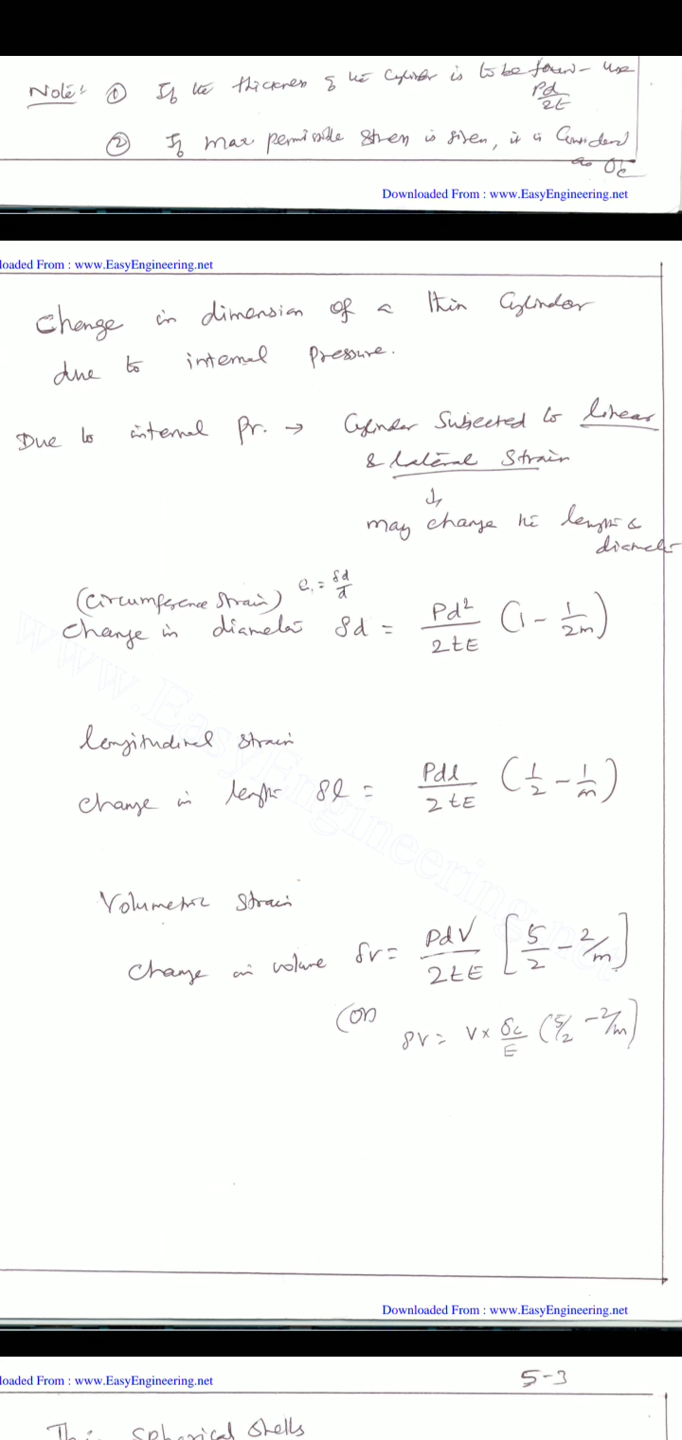 Note: ① If the thickness of the Cylinder is to be found - use Pd/2t
② If max permissible stress is given, it is Considered as σc
Downloaded From : www.EasyEngineering.net
loaded From : www.EasyEngineering.net
Change in dimension of a thin Cylinder
due to internal Pressure.
Due to internal Pr. → Cylinder Subjected to linear
& lateral Strain
↓
may change the length &
diameter
(Circumference Strain) e₁ = δd/d
Change in diameter δd = Pd²/2tE (1 - 1/2m)
Longitudinal Strain
Change in length δl = Pdl/2tE (1/2 - 1/m)
Volumetric Strain
Change in volume δv = PdV/2tE [5/2 - 2/m]
(or)
δv = V × σc/E (5/2 - 2/m)
www.EasyEngineering.net
Downloaded From : www.EasyEngineering.net
loaded From : www.EasyEngineering.net
5-3
Thin Spherical Shells